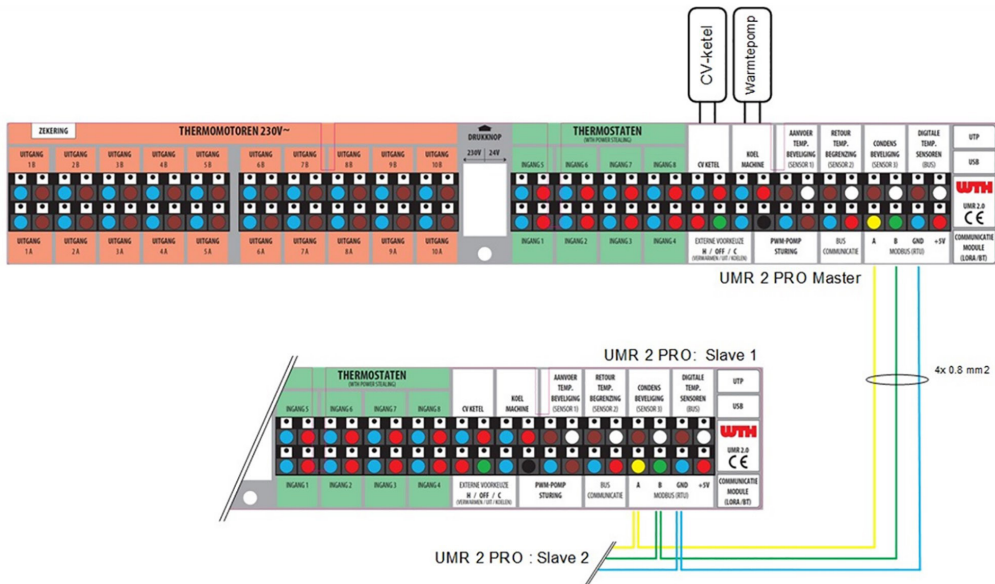 CV-ketel
Warmtepomp
ZEKERING
THERMOMOTOREN 230V~
DRUKKNOP
230V | 24V
THERMOSTATEN
(WTH POWER STEALING)
UITGANG 1B
UITGANG 2B
UITGANG 3B
UITGANG 4B
UITGANG 5B
UITGANG 6B
UITGANG 7B
UITGANG 8B
UITGANG 9B
UITGANG 10B
INGANG 5
INGANG 6
INGANG 7
INGANG 8
CV KETEL
KOEL MACHINE
AANVOER TEMP. BEVEILIGING (SENSOR 1)
RETOUR TEMP. BEGRENZING (SENSOR 2)
CONDENS BEVEILIGING (SENSOR 3)
DIGITALE TEMP. SENSOREN (BUS)
UTP
USB
WTH
UMR 2.0
CE
COMMUNICATIE MODULE (LORA/BT)
UITGANG 1A
UITGANG 2A
UITGANG 3A
UITGANG 4A
UITGANG 5A
UITGANG 6A
UITGANG 7A
UITGANG 8A
UITGANG 9A
UITGANG 10A
INGANG 1
INGANG 2
INGANG 3
INGANG 4
EXTERNE VOORKEUZE
H / OFF / C
(VERWARMEN / UIT / KOELEN)
PWM-POMP STURING
BUS COMMUNICATIE
A B GND +5V
MODBUS (RTU)
UMR 2 PRO Master
4x 0.8 mm2
UMR 2 PRO: Slave 1
THERMOSTATEN
(WTH POWER STEALING)
INGANG 5
INGANG 6
INGANG 7
INGANG 8
CV KETEL
KOEL MACHINE
AANVOER TEMP. BEVEILIGING (SENSOR 1)
RETOUR TEMP. BEGRENZING (SENSOR 2)
CONDENS BEVEILIGING (SENSOR 3)
DIGITALE TEMP. SENSOREN (BUS)
UTP
USB
WTH
UMR 2.0
CE
COMMUNICATIE MODULE (LORA/BT)
INGANG 1
INGANG 2
INGANG 3
INGANG 4
EXTERNE VOORKEUZE
H / OFF / C
(VERWARMEN / UIT / KOELEN)
PWM-POMP STURING
BUS COMMUNICATIE
A B GND +5V
MODBUS (RTU)
UMR 2 PRO : Slave 2